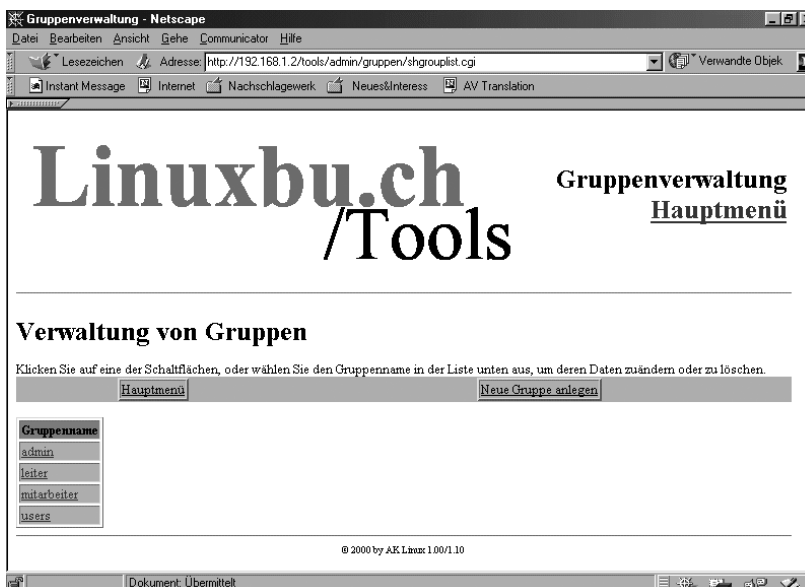 Gruppenverwaltung - Netscape
Datei Bearbeiten Ansicht Gehe Communicator Hilfe
Lesezeichen Adresse: http://192.168.1.2/tools/admin/gruppen/shgrouplist.cgi Verwandte Objek
Instant Message Internet Nachschlagewerk Neues&Interess AV Translation
Linuxbu.ch
/Tools
Gruppenverwaltung
Hauptmenü
Verwaltung von Gruppen
Klicken Sie auf eine der Schaltflächen, oder wählen Sie den Gruppenname in der Liste unten aus, um deren Daten zuändern oder zu löschen.
Hauptmenü Neue Gruppe anlegen
Gruppenname
admin
leiter
mitarbeiter
users
© 2000 by AK Linux 1.00/1.10
Dokument: Übermittelt